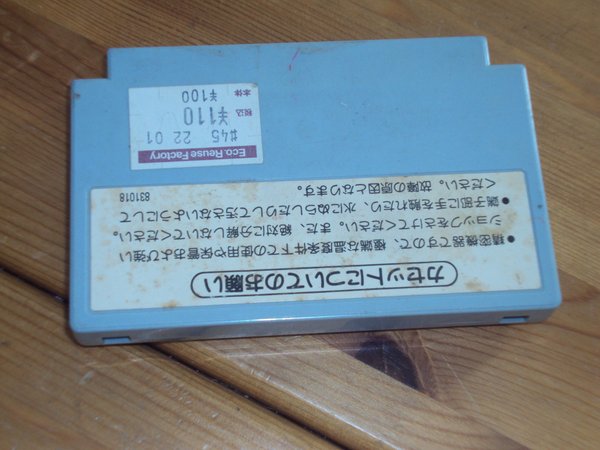 カセットについてのお願い
● 精密機器ですので、極端な温度条件下での使用や保管および強い
ショックをさけてください。また、絶対に分解しないでください。
● 端子部に手を触れたり、水にぬらしたりして汚さないようにして
ください。故障の原因となります。
831018
Eco.Reuse Factory
#45 22 01
税込 ¥110
本体 ¥100